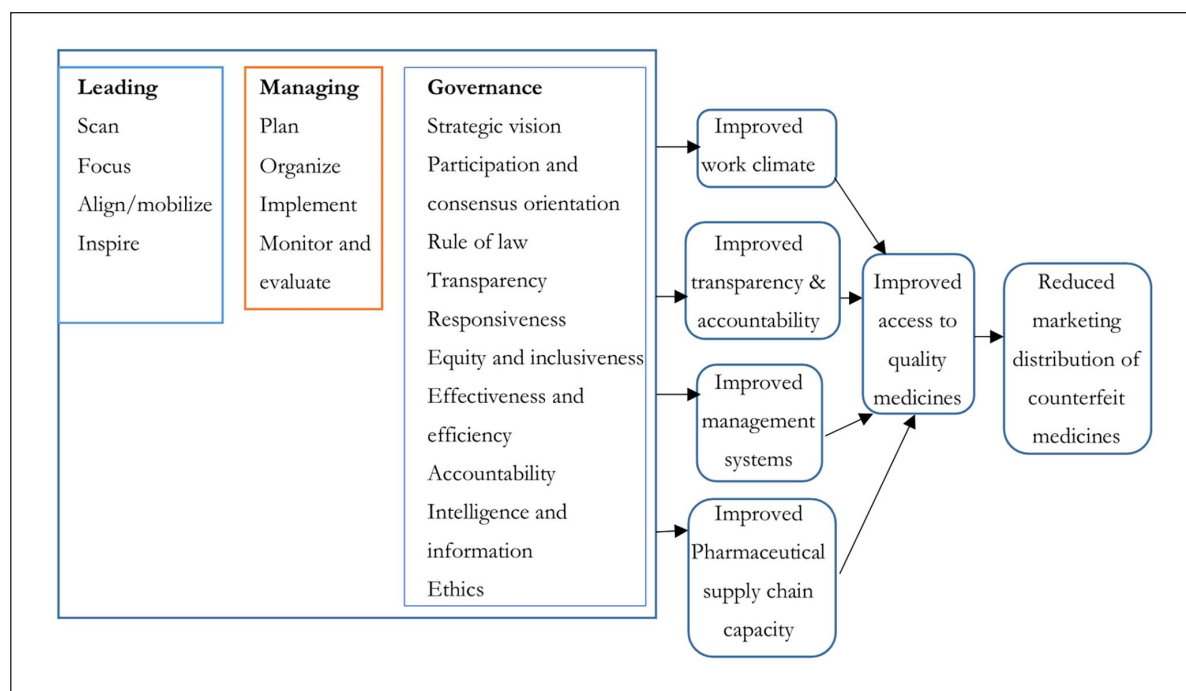 Leading
Scan
Focus
Align/mobilize
Inspire
Managing
Plan
Organize
Implement
Monitor and
evaluate
Governance
Strategic vision
Participation and
consensus orientation
Rule of law
Transparency
Responsiveness
Equity and inclusiveness
Effectiveness and
efficiency
Accountability
Intelligence and
information
Ethics
Improved
work climate
Improved
transparency &
accountability
Improved
management
systems
Improved
Pharmaceutical
supply chain
capacity
Improved
access to
quality
medicines
Reduced
marketing
distribution of
counterfeit
medicines